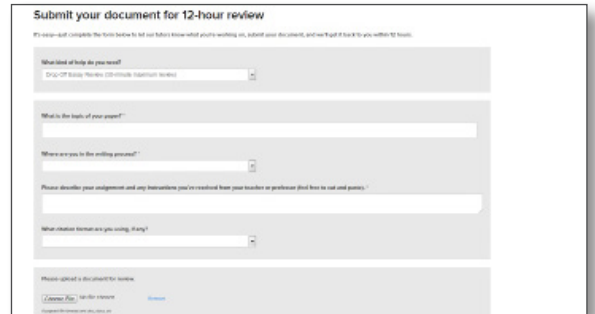 Submit your document for 12-hour review
It's easy—just complete the form below to let our tutors know what you're working on, submit your document, and we'll get it back to you within 12 hours.
What kind of help do you need?
Drop Off Essay Review (30-minute maximum review)
What is the topic of your paper? *
Where are you in the writing process? *
Please describe your assignment and any instructions you've received from your teacher or professor (feel free to cut and paste). *
What citation format are you using, if any?
Please upload a document for review.
Choose File No file chosen Remove